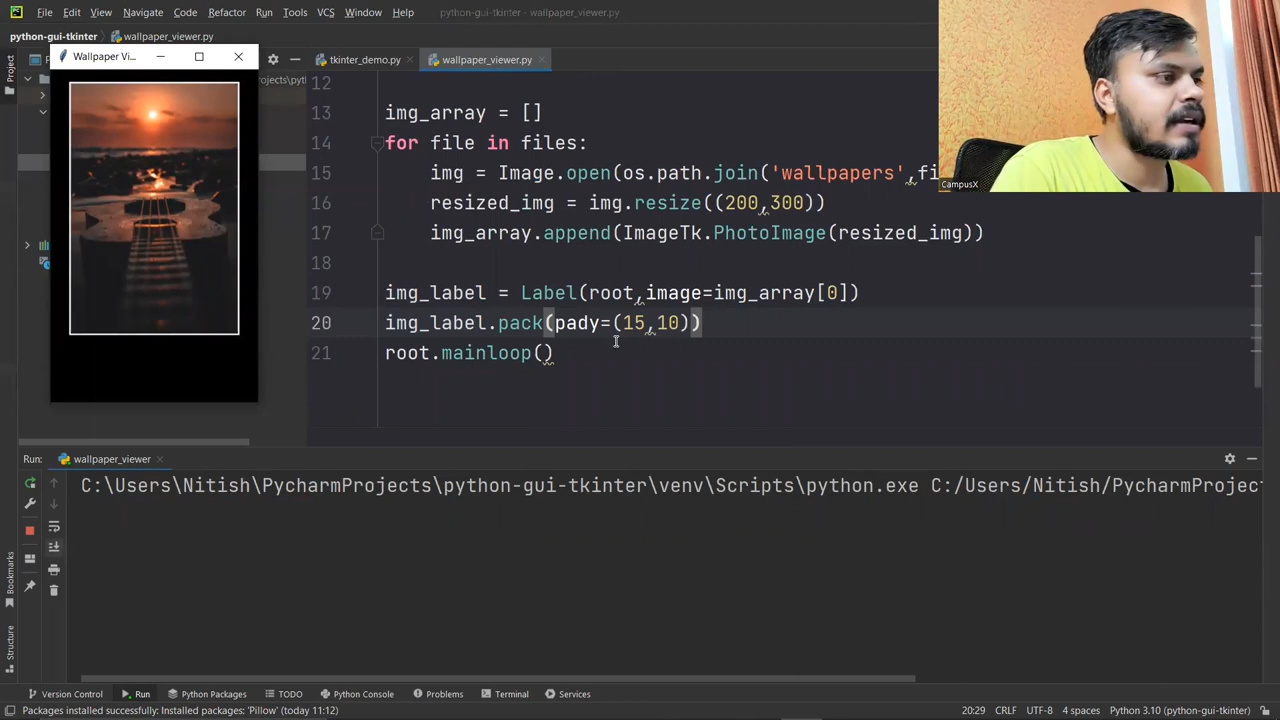 File Edit View Navigate Code Refactor Run Tools VCS Window Help python-gui-tkinter - wallpaper_viewer.py
python-gui-tkinter wallpaper_viewer.py
Wallpaper Vi...
tkinter_demo.py wallpaper_viewer.py
Project
12
13 img_array = []
14 for file in files:
15 img = Image.open(os.path.join('wallpapers',fi
16 resized_img = img.resize((200,300))
17 img_array.append(ImageTk.PhotoImage(resized_img))
18
19 img_label = Label(root,image=img_array[0])
20 img_label.pack(pady=(15,10))
21 root.mainloop()
CampusX
Run: wallpaper_viewer
C:\Users\Nitish\PycharmProjects\python-gui-tkinter\venv\Scripts\python.exe C:/Users/Nitish/PycharmProject
Bookmarks
Structure
Version Control Run Python Packages TODO Python Console Problems Terminal Services
Packages installed successfully: Installed packages: 'Pillow' (today 11:12) 20:29 CRLF UTF-8 4 spaces Python 3.10 (python-gui-tkinter)